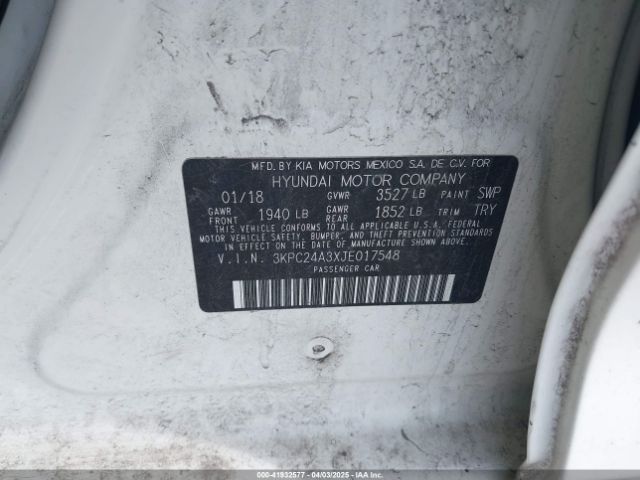 MFD. BY KIA MOTORS MEXICO S.A. DE C.V. FOR
HYUNDAI MOTOR COMPANY
01/18 GVWR 3527 LB PAINT SWP
GAWR FRONT 1940 LB GAWR REAR 1852 LB TRIM TRY
THIS VEHICLE CONFORMS TO ALL APPLICABLE U.S.A. FEDERAL
MOTOR VEHICLE SAFETY, BUMPER, AND THEFT PREVENTION STANDARDS
IN EFFECT ON THE DATE OF MANUFACTURE SHOWN ABOVE.
V.I.N. 3KPC24A3XJE017548
PASSENGER CAR
000-41932577 - 04/03/2025 - IAAI.COM